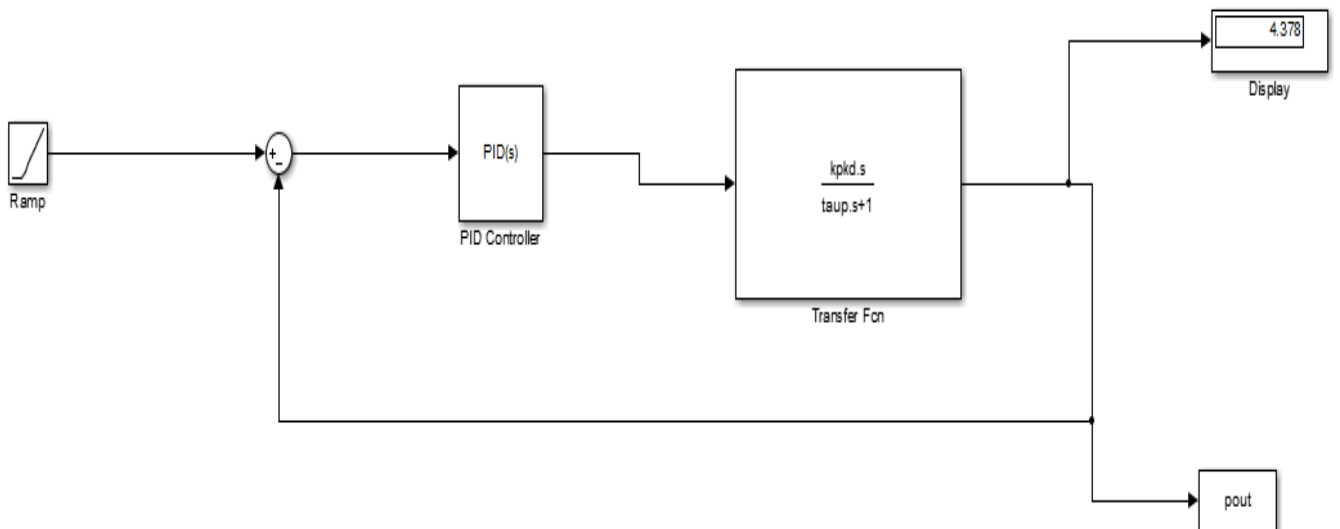 4.378
Display
Ramp
+
−
PID(s)
PID Controller
kpkd.s
taup.s+1
Transfer Fcn
pout